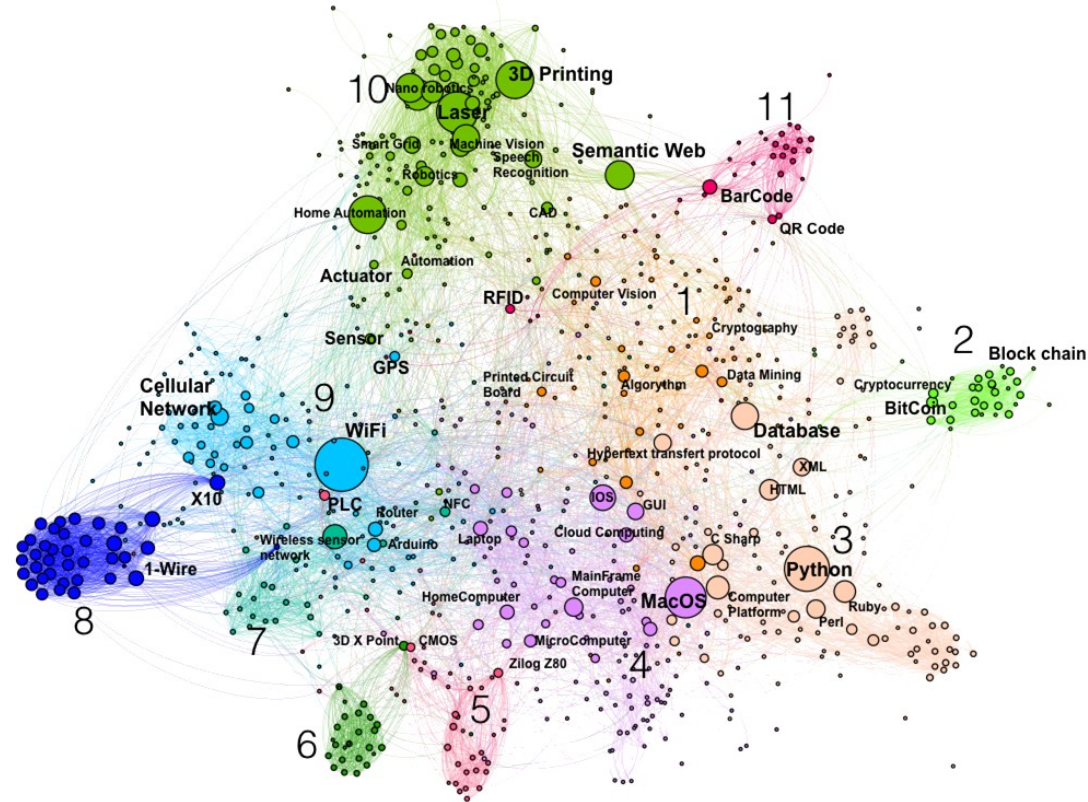 3D Printing
10
Nano robotics
Laser
11
Smart Grid
Machine Vision
Semantic Web
Speech
Recognition
Robotics
BarCode
Home Automation
CAD
QR Code
Automation
Actuator
RFID
Computer Vision
1
Cryptography
Sensor
2
Block chain
GPS
Printed Circuit
Board
Algorythm
Data Mining
Cryptocurrency
Cellular
Network
9
BitCoin
WiFi
Database
Hypertext transfert protocol
XML
X10
PLC
HTML
IOS
GUI
NFC
Router
Laptop
Cloud Computing
C Sharp
3
Wireless sensor
network
Arduino
1-Wire
Python
MainFrame
Computer
HomeComputer
MacOS
Computer
Platform
Ruby
Perl
8
7
3D X Point
CMOS
MicroComputer
Zilog Z80
4
5
6